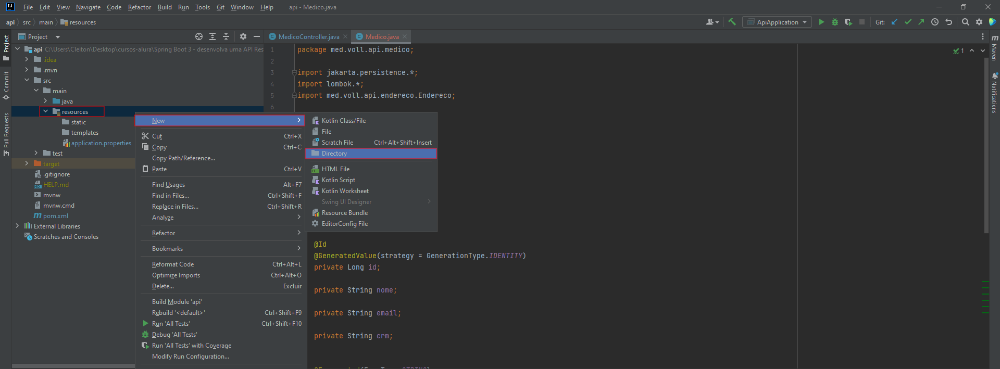 File Edit View Navigate Code Refactor Build Run Tools Git Window Help api - Medico.java
api src main resources
ApiApplication Git:
Project
MedicoController.java Medico.java
api C:\Users\Cleiton\Desktop\cursos-alura\Spring Boot 3 - desenvolva uma API Res
.idea
.mvn
src
main
java
resources
static
templates
application.properties
test
target
.gitignore
HELP.md
mvnw
mvnw.cmd
pom.xml
External Libraries
Scratches and Consoles
Project
Commit
Pull Requests
New
Cut Ctrl+X
Copy Ctrl+C
Copy Path/Reference...
Paste Ctrl+V
Find Usages Alt+F7
Find in Files... Ctrl+Shift+F
Replace in Files... Ctrl+Shift+R
Analyze
Refactor
Bookmarks
Reformat Code Ctrl+Alt+L
Optimize Imports Ctrl+Alt+O
Delete... Excluir
Build Module 'api'
Rebuild '<default>' Ctrl+Shift+F9
Run 'All Tests' Ctrl+Shift+F10
Debug 'All Tests'
Run 'All Tests' with Coverage
Modify Run Configuration...
Kotlin Class/File
File
Scratch File Ctrl+Alt+Shift+Insert
Directory
HTML File
Kotlin Script
Kotlin Worksheet
Swing UI Designer
Resource Bundle
EditorConfig File
1 package med.voll.api.medico;
2
3 import jakarta.persistence.*;
4 import lombok.*;
5 import med.voll.api.endereco.Endereco;
6
@Id
@GeneratedValue(strategy = GenerationType.IDENTITY)
private Long id;
private String nome;
private String email;
private String crm;
1
Maven
Notifications